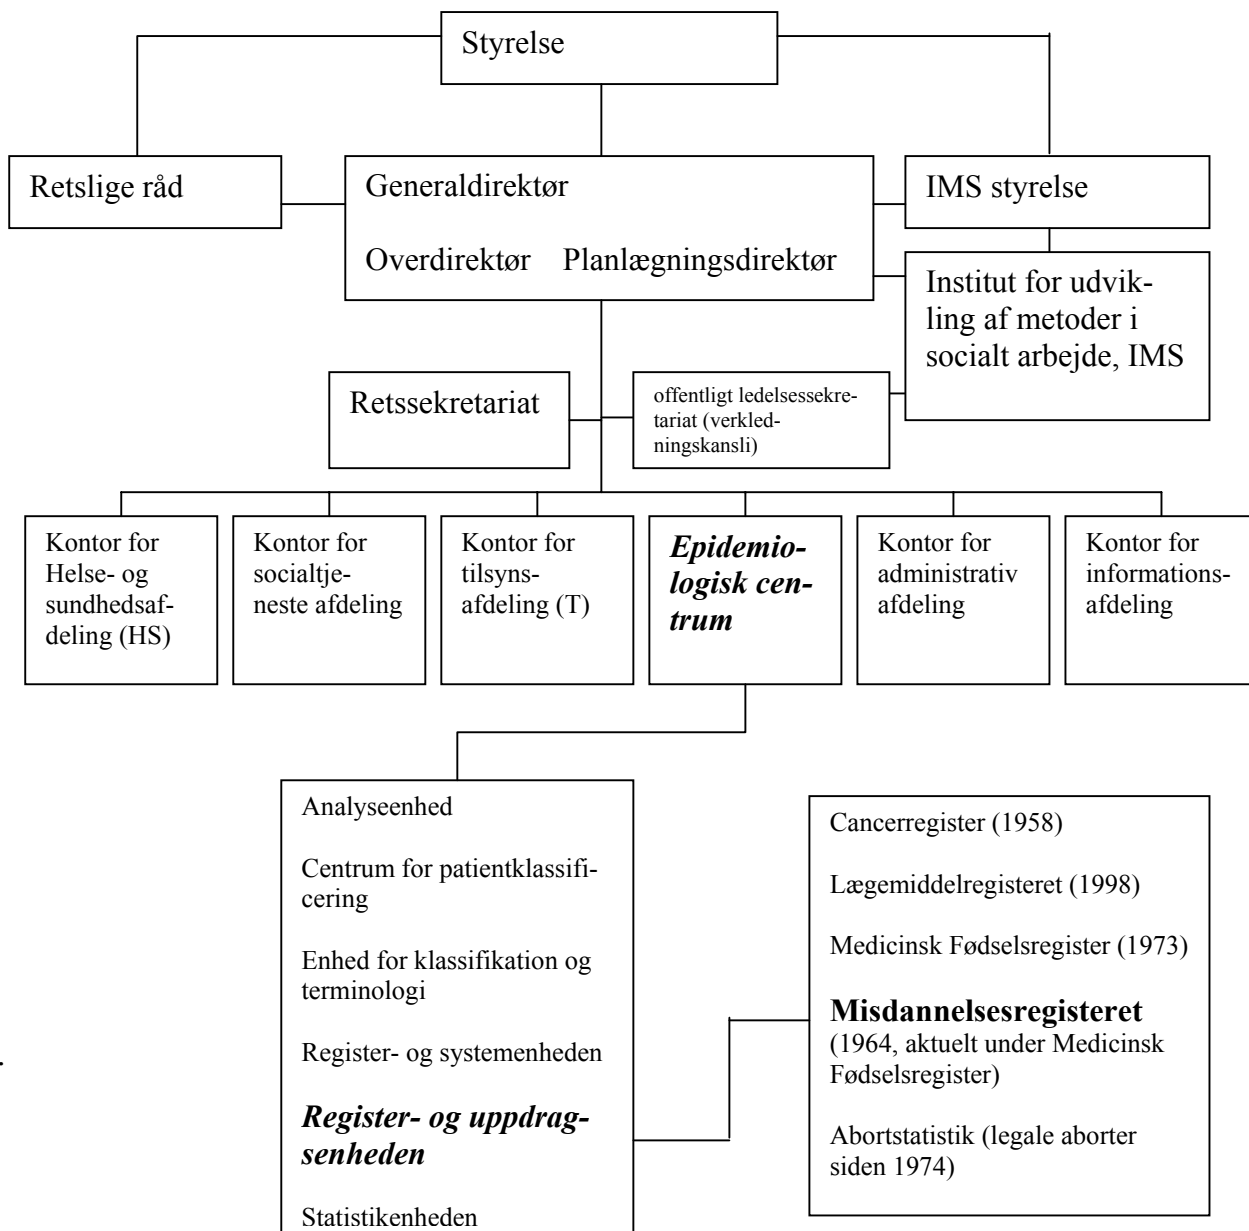 Styrelse
Retslige råd
Generaldirektør
Overdirektør Planlægningsdirektør
IMS styrelse
Institut for udvik-
ling af metoder i
socialt arbejde, IMS
Retssekretariat
offentligt ledelsessekre-
tariat (verkled-
ningskansli)
Kontor for
Helse- og
sundhedsaf-
deling (HS)
Kontor for
socialtje-
neste afdeling
Kontor for
tilsyns-
afdeling (T)
Epidemio-
logisk cen-
trum
Kontor for
administrativ
afdeling
Kontor for
informations-
afdeling
Analyseenhed
Centrum for patientklassifi-
cering
Enhed for klassifikation og
terminologi
Register- og systemenheden
Register- og uppdrag-
senheden
Statistikenheden
Cancerregister (1958)
Lægemiddelregisteret (1998)
Medicinsk Fødselsregister (1973)
Misdannelsesregisteret
(1964, aktuelt under Medicinsk
Fødselsregister)
Abortstatistik (legale aborter
siden 1974)